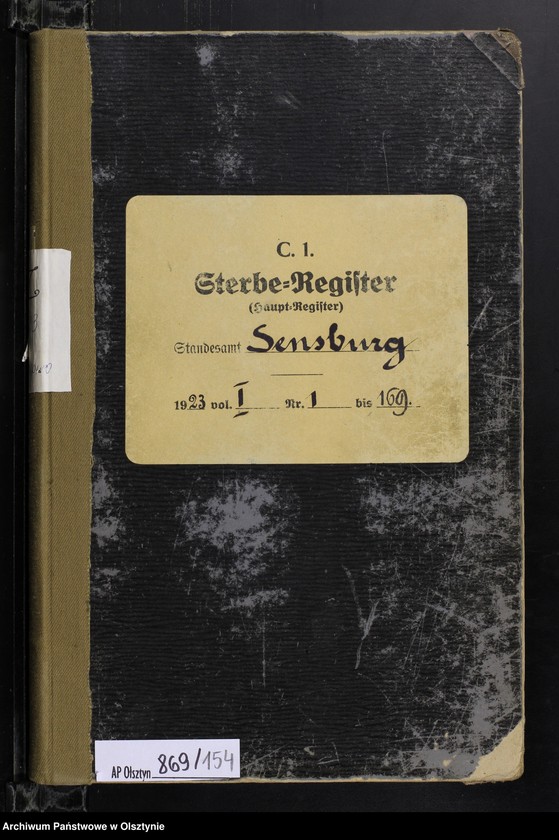 C. 1.
Sterbe=Register
(Haupt=Register)
Standesamt Sensburg
1923 vol. I Nr. 1 bis 169.
AP Olsztyn 869/154
Archiwum Państwowe w Olsztynie